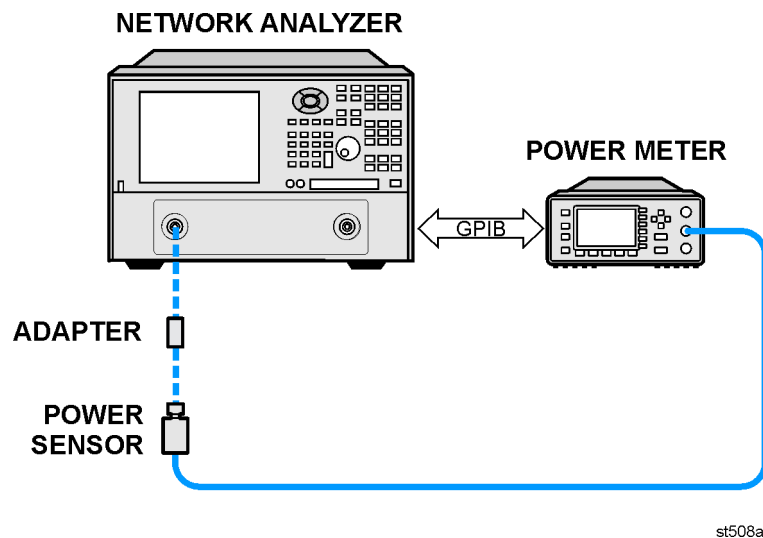 NETWORK ANALYZER
POWER METER
GPIB
ADAPTER
POWER
SENSOR
st508a